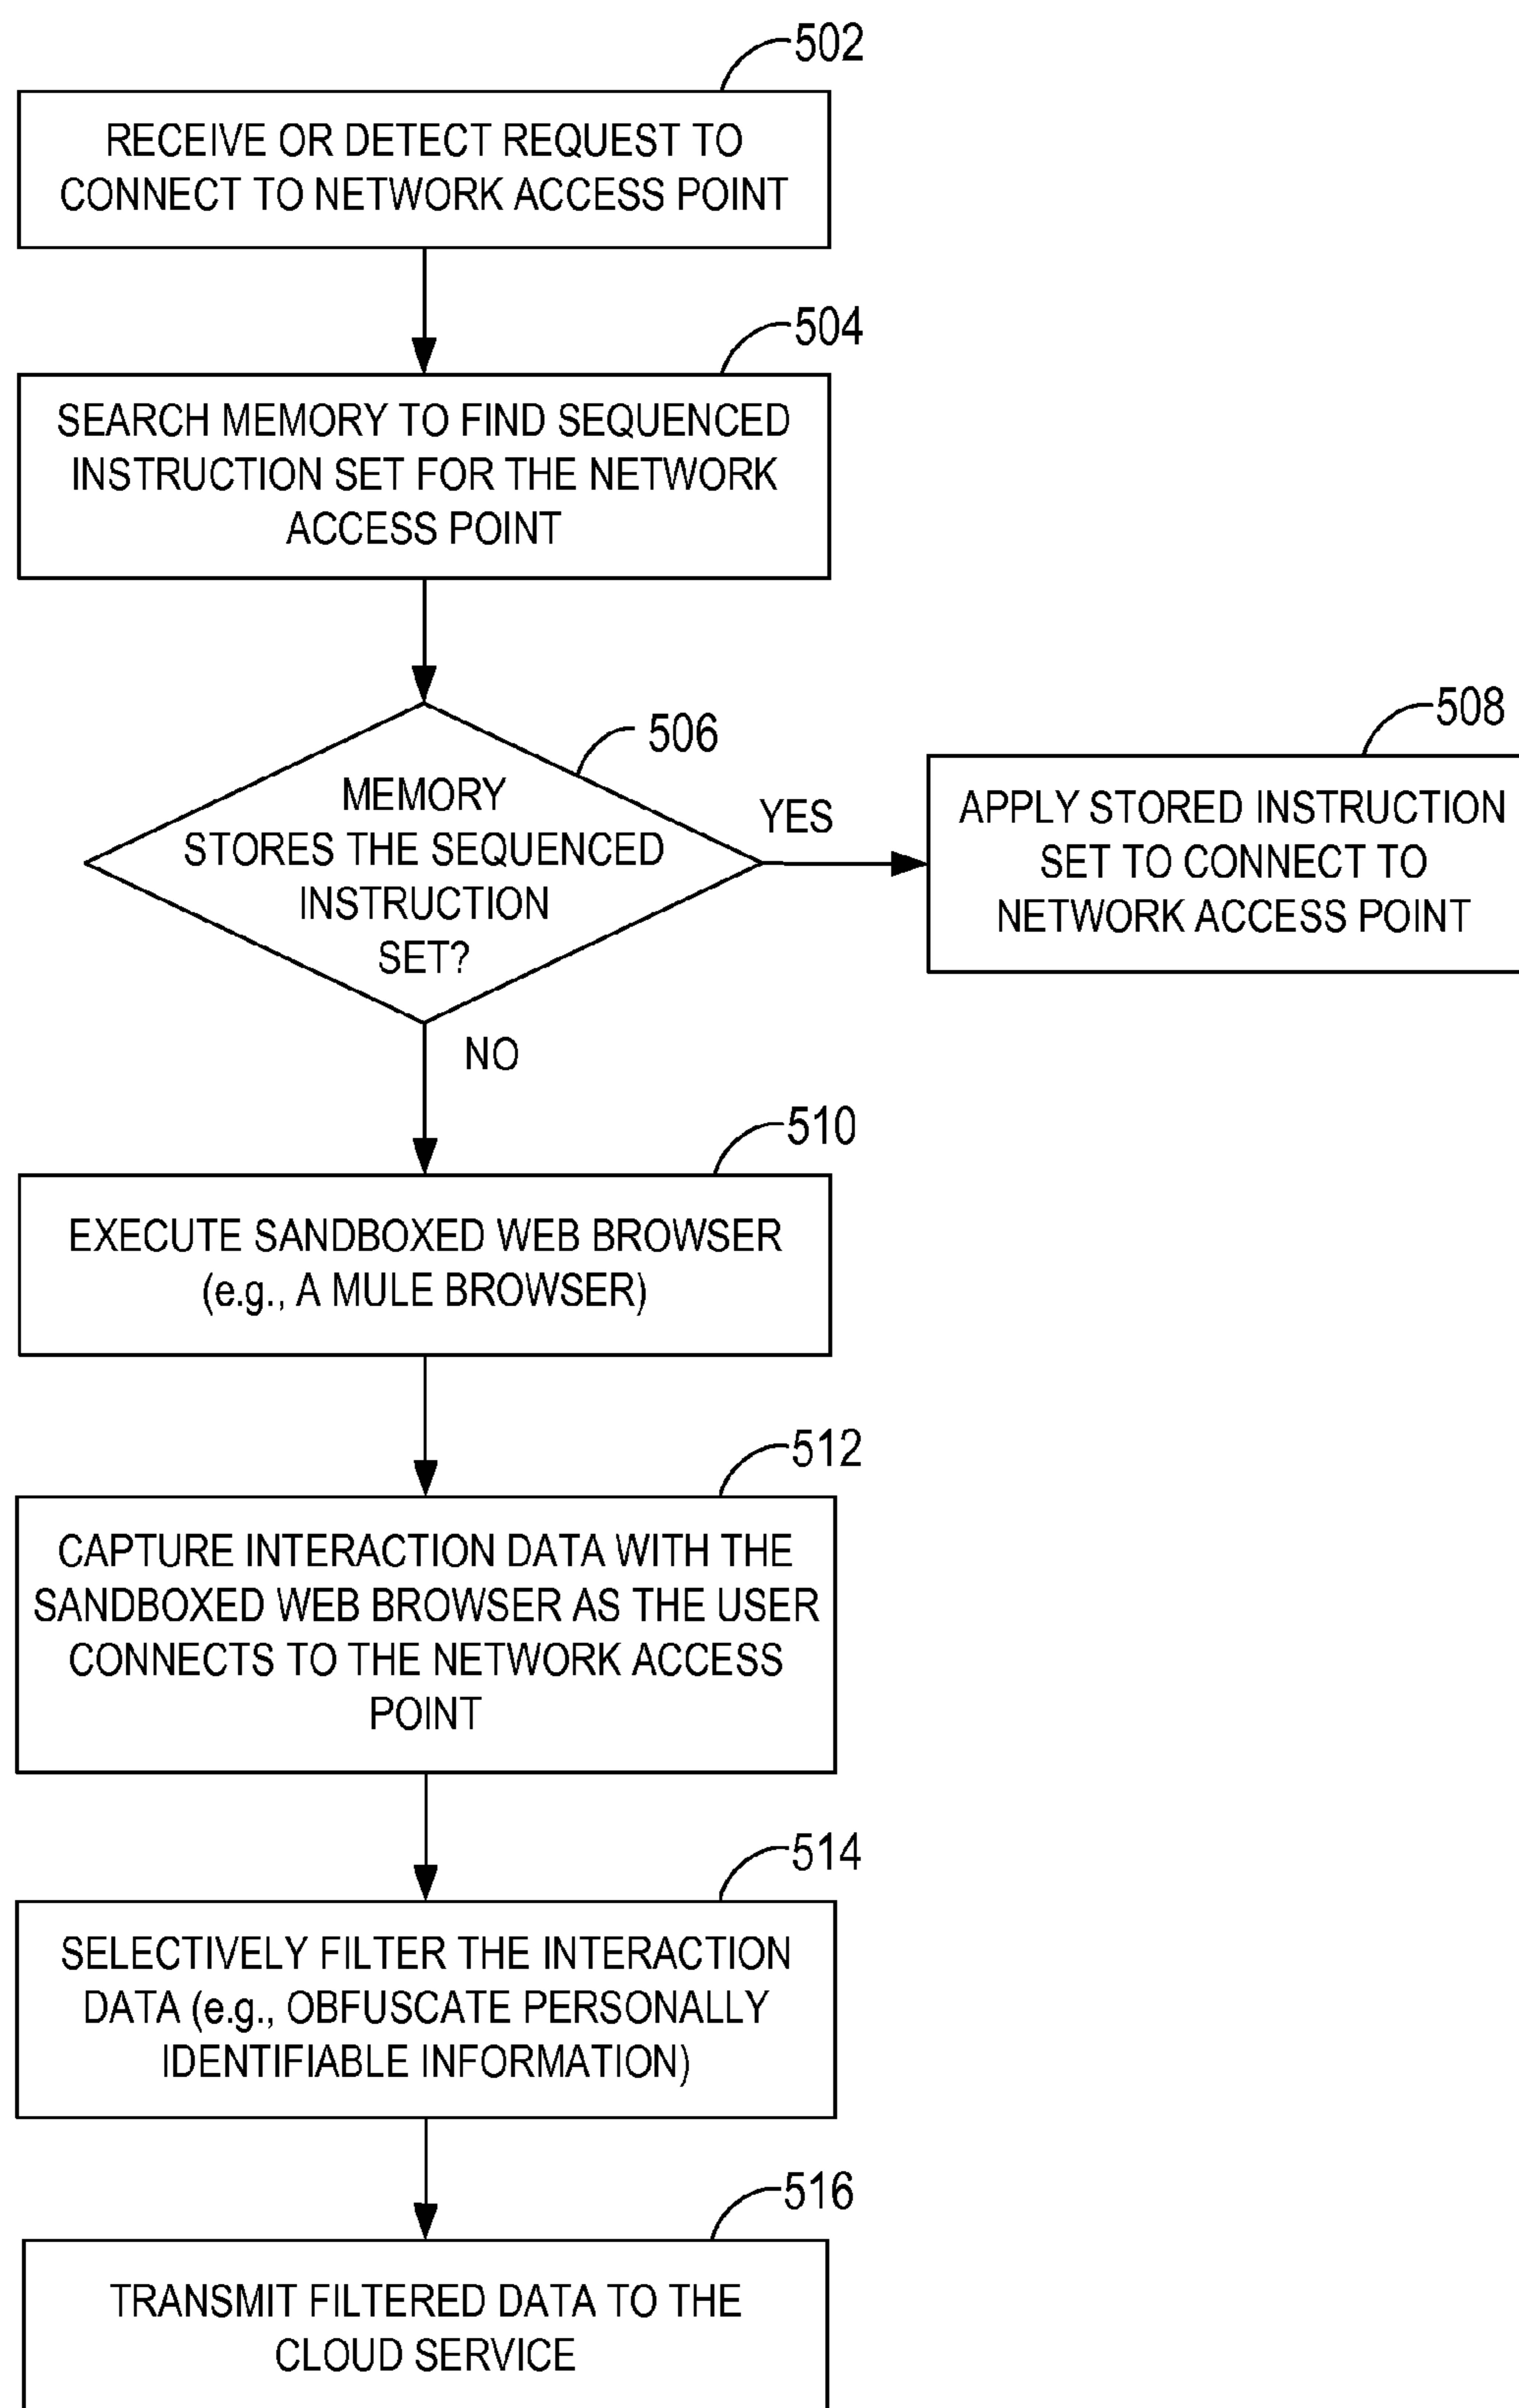 502
RECEIVE OR DETECT REQUEST TO
CONNECT TO NETWORK ACCESS POINT
504
SEARCH MEMORY TO FIND SEQUENCED
INSTRUCTION SET FOR THE NETWORK
ACCESS POINT
506
MEMORY
STORES THE SEQUENCED
INSTRUCTION
SET?
YES
508
APPLY STORED INSTRUCTION
SET TO CONNECT TO
NETWORK ACCESS POINT
NO
510
EXECUTE SANDBOXED WEB BROWSER
(e.g., A MULE BROWSER)
512
CAPTURE INTERACTION DATA WITH THE
SANDBOXED WEB BROWSER AS THE USER
CONNECTS TO THE NETWORK ACCESS
POINT
514
SELECTIVELY FILTER THE INTERACTION
DATA (e.g., OBFUSCATE PERSONALLY
IDENTIFIABLE INFORMATION)
516
TRANSMIT FILTERED DATA TO THE
CLOUD SERVICE